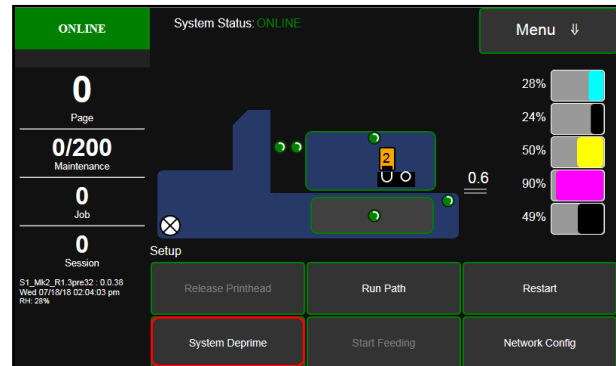 ONLINE
System Status: ONLINE
Menu ⇓
0
Page
0/200
Maintenance
0
Job
0
Session
S1_Mk2_R1.3pre32 : 0.0.38
Wed 07/18/18 02:04:03 pm
RH: 28%
2
0.6
28%
24%
50%
90%
49%
Setup
Release Printhead
Run Path
Restart
System Deprime
Start Feeding
Network Config